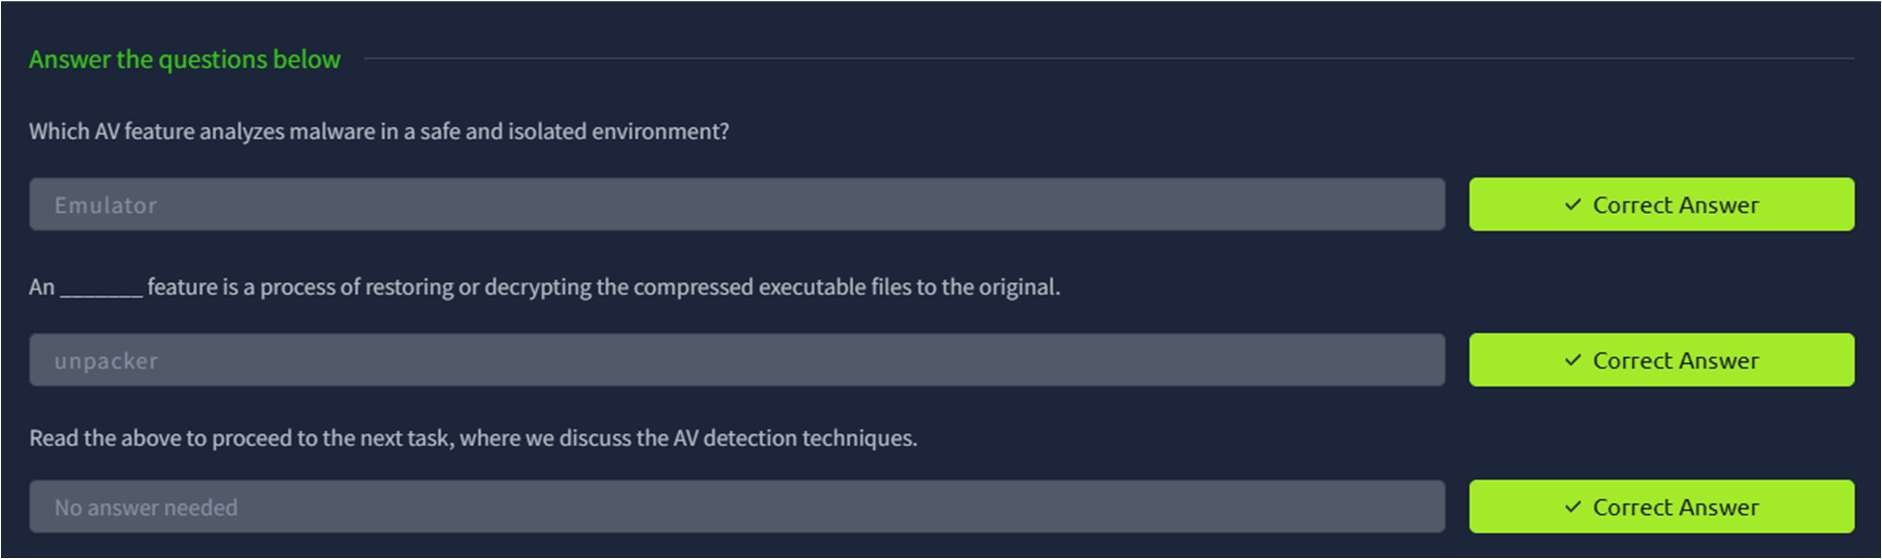 Answer the questions below
Which AV feature analyzes malware in a safe and isolated environment?
Emulator
✓ Correct Answer
An _______ feature is a process of restoring or decrypting the compressed executable files to the original.
unpacker
✓ Correct Answer
Read the above to proceed to the next task, where we discuss the AV detection techniques.
No answer needed
✓ Correct Answer